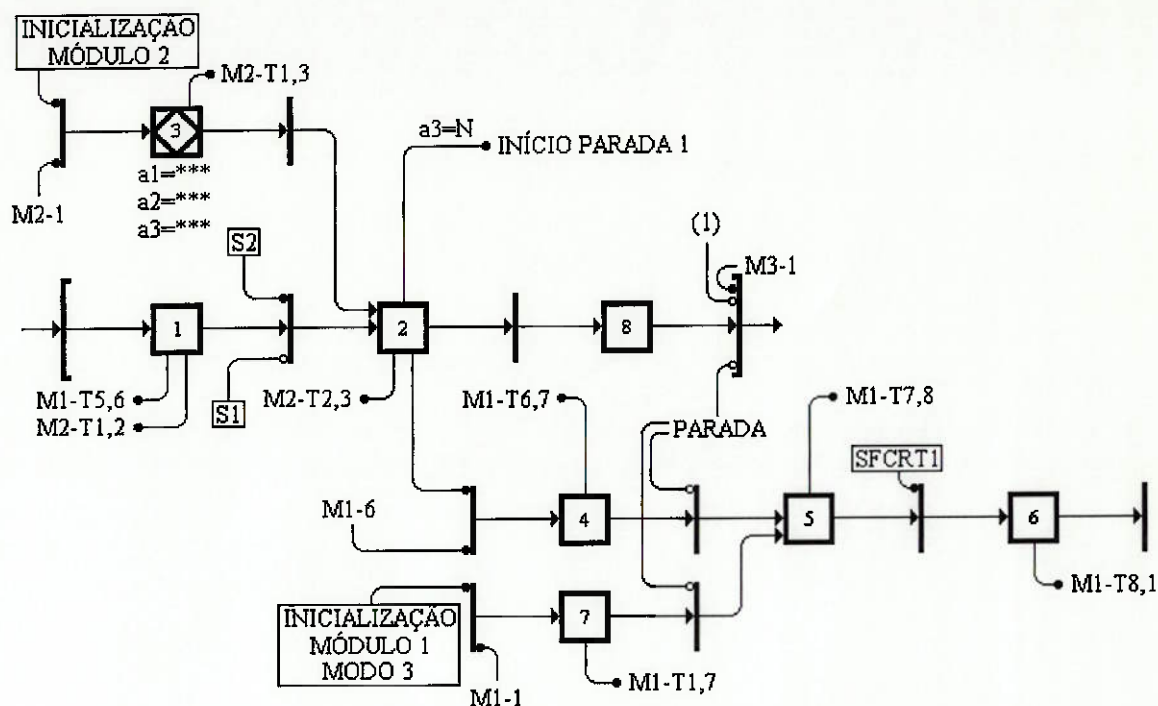 INICIALIZAÇÃO
MÓDULO 2
M2-T1,3
3
a1=***
a2=***
a3=***
M2-1
a3=N
INÍCIO PARADA 1
S2
(1)
M3-1
1
2
8
M1-T5,6
M2-T1,2
S1
M2-T2,3
M1-T6,7
PARADA
M1-T7,8
SFCRT1
M1-6
4
5
6
M1-T8,1
INICIALIZAÇÃO
MÓDULO 1
MODO 3
7
M1-1
M1-T1,7